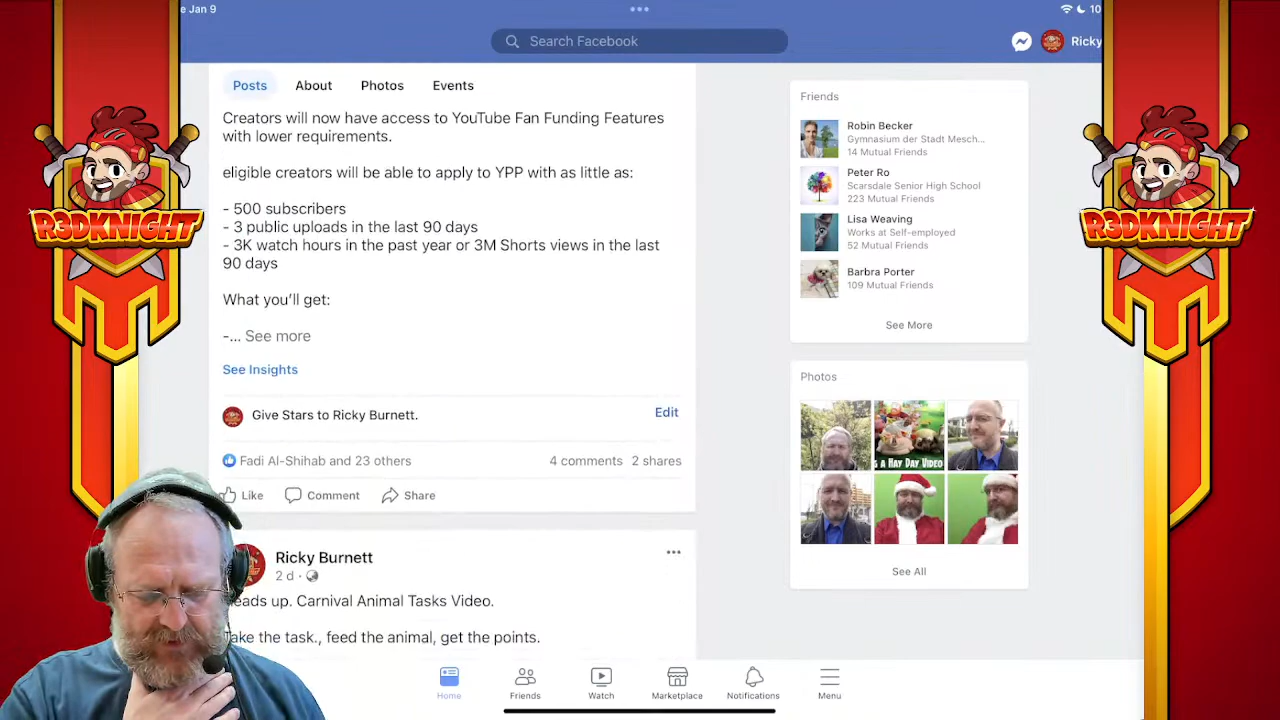 e Jan 9
10
Search Facebook
Ricky
Posts
About
Photos
Events
Creators will now have access to YouTube Fan Funding Features
with lower requirements.
eligible creators will be able to apply to YPP with as little as:
- 500 subscribers
- 3 public uploads in the last 90 days
- 3K watch hours in the past year or 3M Shorts views in the last
90 days
What you'll get:
-... See more
See Insights
Give Stars to Ricky Burnett.
Edit
Fadi Al-Shihab and 23 others
4 comments
2 shares
Like
Comment
Share
Ricky Burnett
2 d ·
eads up. Carnival Animal Tasks Video.
Take the task., feed the animal, get the points.
Friends
Robin Becker
Gymnasium der Stadt Mesch...
14 Mutual Friends
Peter Ro
Scarsdale Senior High School
223 Mutual Friends
Lisa Weaving
Works at Self-employed
52 Mutual Friends
Barbra Porter
109 Mutual Friends
See More
Photos
S A HAY DAY VIDEO
See All
Home
Friends
Watch
Marketplace
Notifications
Menu
R3DKNIGHT
R3DKNIGHT